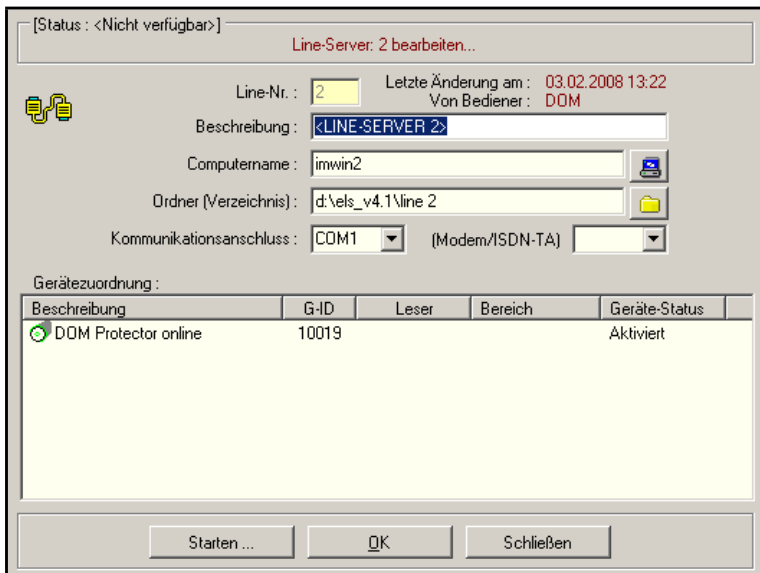 [Status : <Nicht verfügbar>]
Line-Server: 2 bearbeiten...
Line-Nr. : 2 Letzte Änderung am : 03.02.2008 13:22
Von Bediener : DOM
Beschreibung : <LINE-SERVER 2>
Computername : imwin2
Ordner (Verzeichnis) : d:\els_v4.1\line 2
Kommunikationsanschluss : COM1 (Modem/ISDN-TA)
Gerätezuordnung :
Beschreibung G-ID Leser Bereich Geräte-Status
DOM Protector online 10019 Aktiviert
Starten ... OK Schließen